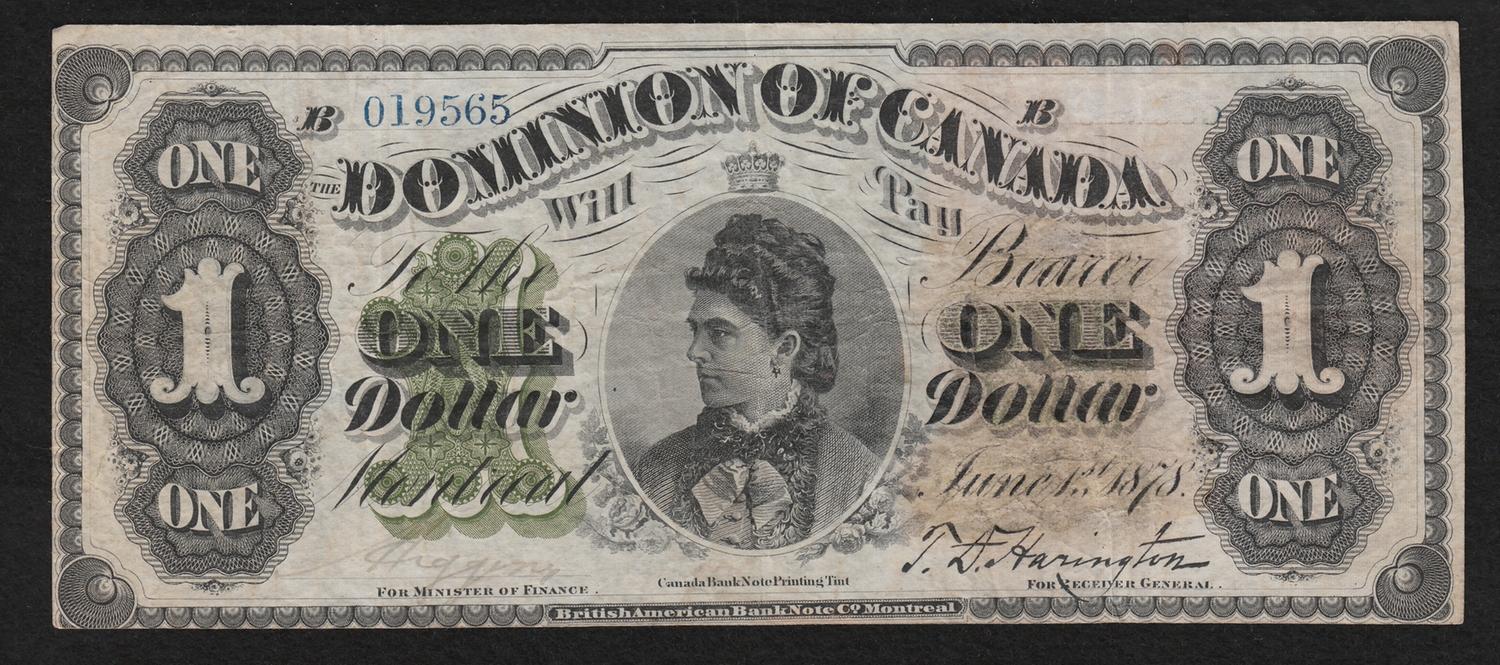 B 019565 B
THE DOMINION OF CANADA
Will Pay
To the Bearer
ONE ONE ONE ONE
1 1
Dollar Dollar
Montreal June 1st 1878.
ONE ONE
T. D. Harington
FOR MINISTER OF FINANCE. Canada Bank Note Printing Tint FOR RECEIVER GENERAL.
British American Bank Note Co. Montreal